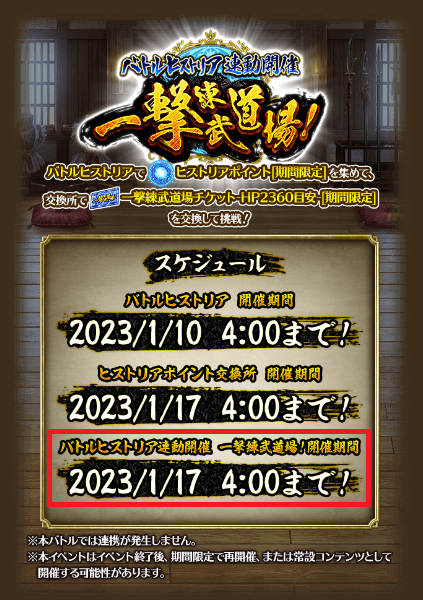 バトルヒストリア連動開催
一撃練武道場!
バトルヒストリアで ヒストリアポイント[期間限定]を集めて、
交換所で 一撃練武道場チケット-HP2360目安-[期間限定]
を交換して挑戦!
スケジュール
バトルヒストリア 開催期間
2023/1/10 4:00まで!
ヒストリアポイント交換所 開催期間
2023/1/17 4:00まで!
バトルヒストリア連動開催 一撃練武道場!開催期間
2023/1/17 4:00まで!
※本バトルでは連携が発生しません。
※本イベントはイベント終了後、期間限定で再開催、または常設コンテンツとして
開催する可能性があります。